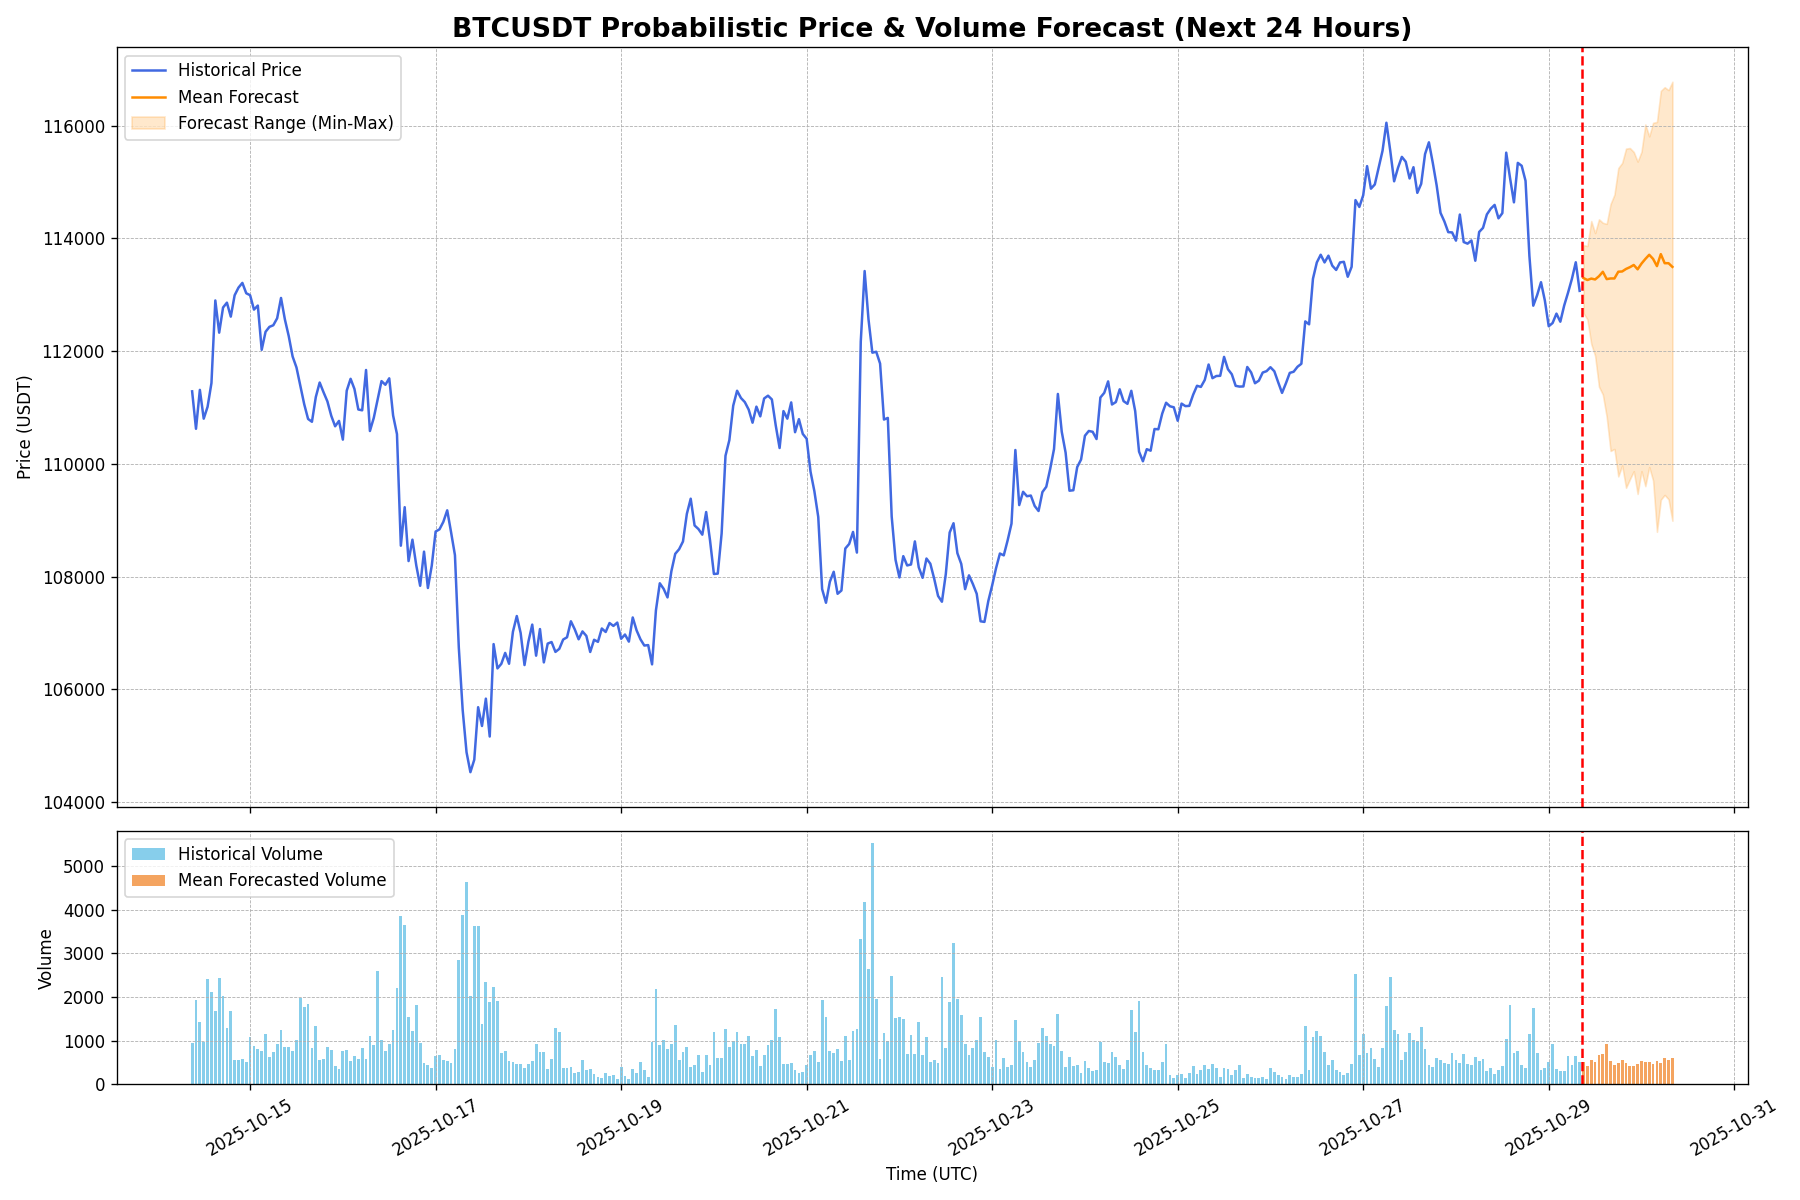 BTCUSDT Probabilistic Price & Volume Forecast (Next 24 Hours)
Historical Price
Mean Forecast
Forecast Range (Min-Max)
116000
114000
112000
110000
108000
106000
104000
Price (USDT)
Historical Volume
Mean Forecasted Volume
5000
4000
3000
2000
1000
0
Volume
2025-10-15
2025-10-17
2025-10-19
2025-10-21
2025-10-23
2025-10-25
2025-10-27
2025-10-29
2025-10-31
Time (UTC)